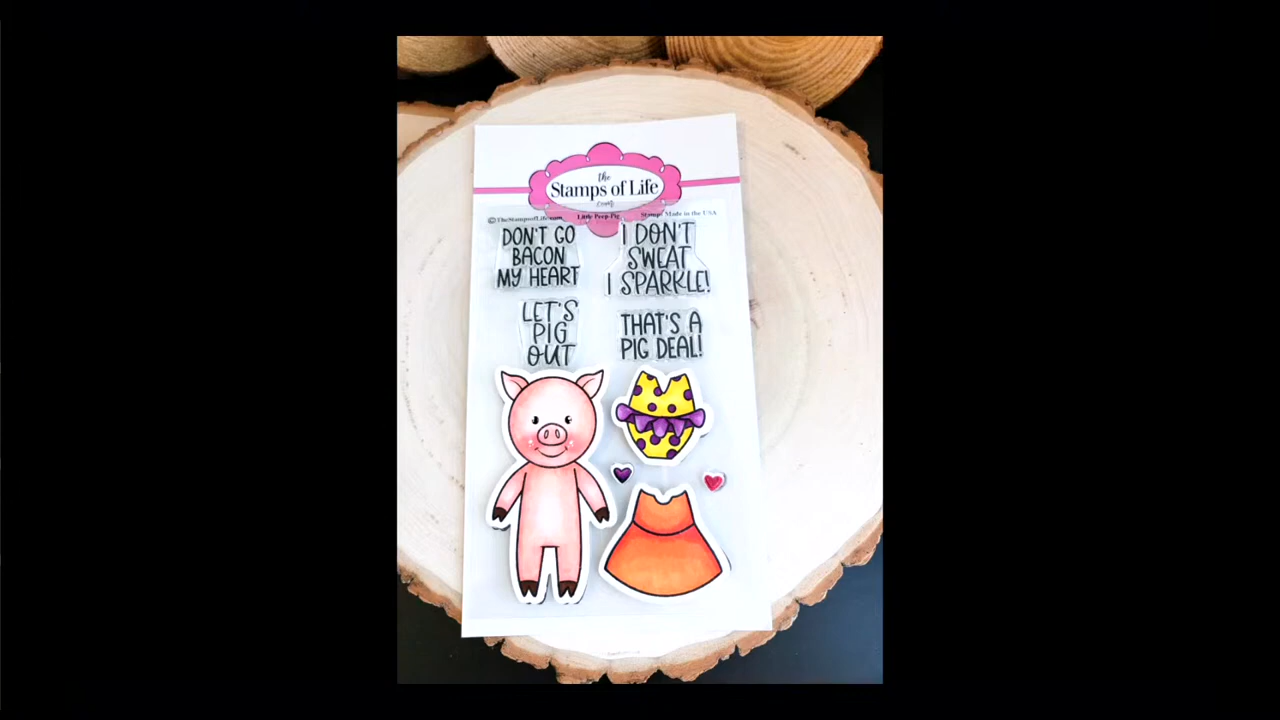 the
Stamps of Life
.com
©TheStampsofLife.com Little Peep-Pig Stamps Made in the USA
DON'T GO
BACON
MY HEART
I DON'T
SWEAT
I SPARKLE!
LET'S
PIG
OUT
THAT'S A
PIG DEAL!